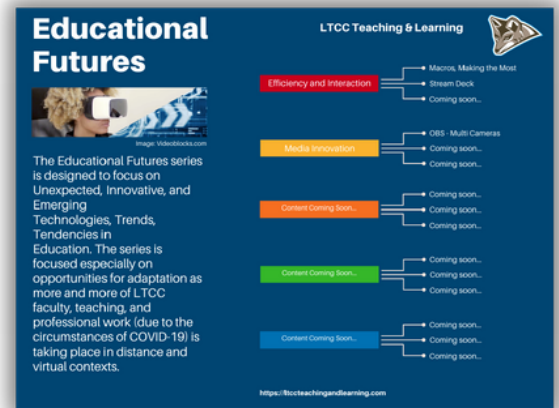 Educational
Futures
Image: Videoblocks.com
The Educational Futures series
is designed to focus on
Unexpected, Innovative, and
Emerging
Technologies, Trends,
Tendencies in
Education. The series is
focused especially on
opportunities for adaptation as
more and more of LTCC
faculty, teaching, and
professional work (due to the
circumstances of COVID-19) is
taking place in distance and
virtual contexts.
LTCC Teaching & Learning
Efficiency and Interaction
Macros, Making the Most
Stream Deck
Coming soon...
Media Innovation
OBS - Multi Cameras
Coming soon...
Coming soon...
Content Coming Soon...
Coming soon...
Coming soon...
Coming soon...
Content Coming Soon...
Coming soon...
Coming soon...
Coming soon...
Content Coming Soon...
Coming soon...
Coming soon...
Coming soon...
https://ltccteachingandlearning.com